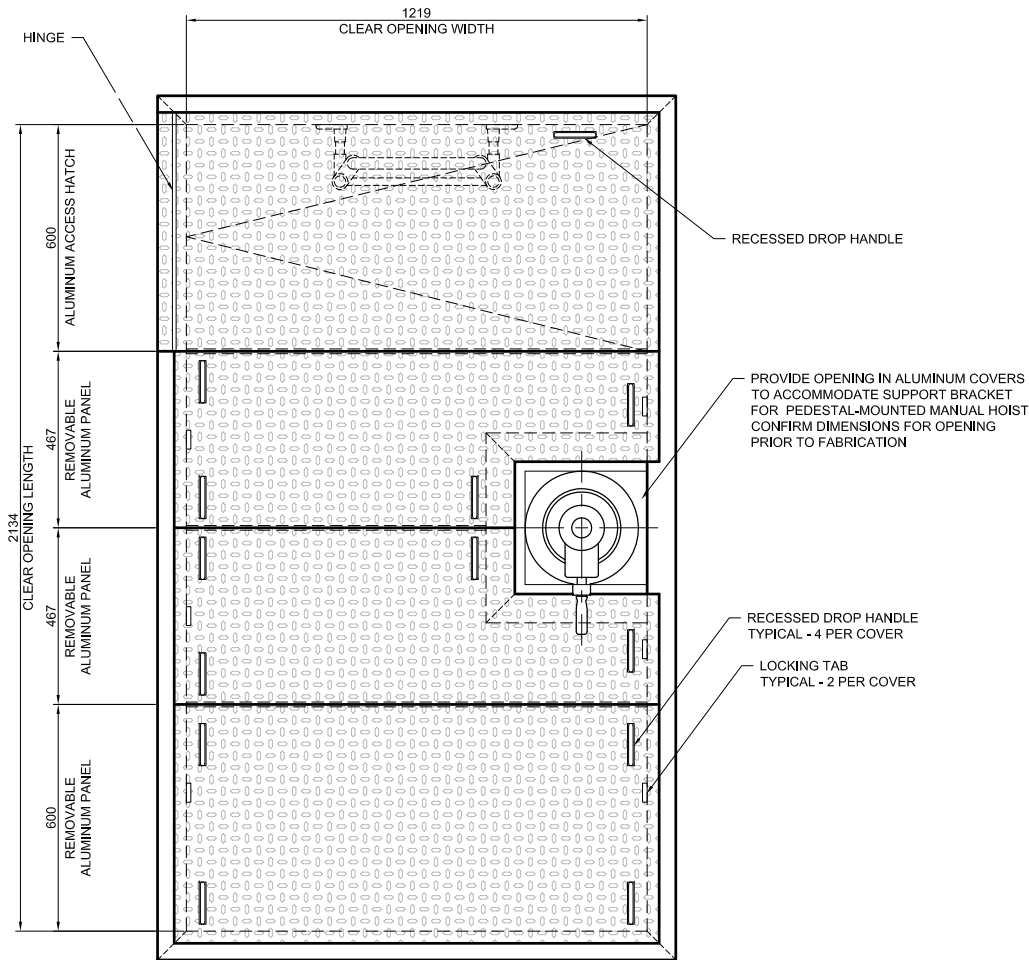 1219
CLEAR OPENING WIDTH
HINGE
600
ALUMINUM ACCESS HATCH
RECESSED DROP HANDLE
2134
CLEAR OPENING LENGTH
467
REMOVABLE
ALUMINUM PANEL
PROVIDE OPENING IN ALUMINUM COVERS
TO ACCOMMODATE SUPPORT BRACKET
FOR PEDESTAL-MOUNTED MANUAL HOIST
CONFIRM DIMENSIONS FOR OPENING
PRIOR TO FABRICATION
467
REMOVABLE
ALUMINUM PANEL
RECESSED DROP HANDLE
TYPICAL - 4 PER COVER
LOCKING TAB
TYPICAL - 2 PER COVER
600
REMOVABLE
ALUMINUM PANEL